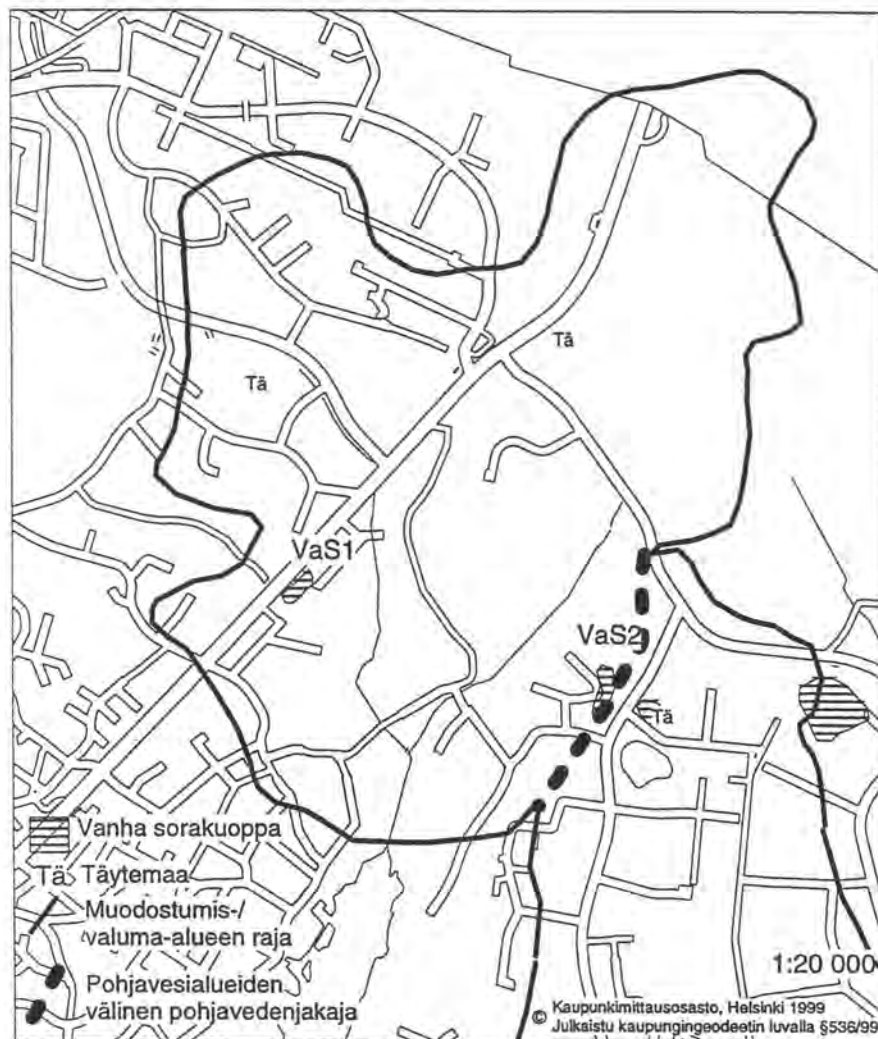 Tä
Tä
VaS1
VaS2
Tä
Vanha sorakuoppa
Tä Täytemaa
Muodostumis-/
valuma-alueen raja
1:20 000
Pohjavesialueiden
välinen pohjavedenjakaja
© Kaupunkimittausosasto, Helsinki 1999
Julkaistu kaupungingeodeetin luvalla §536/99